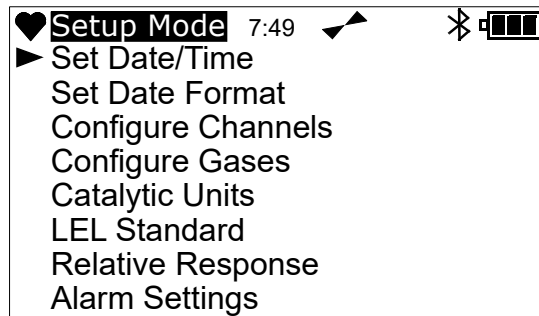 Setup Mode 7:49
Set Date/Time
Set Date Format
Configure Channels
Configure Gases
Catalytic Units
LEL Standard
Relative Response
Alarm Settings